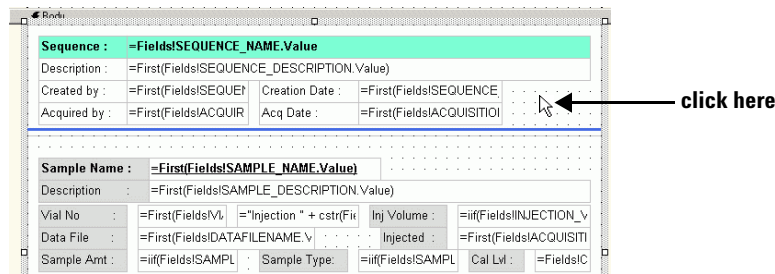 Body
Sequence : =Fields!SEQUENCE_NAME.Value
Description : =First(Fields!SEQUENCE_DESCRIPTION.Value)
Created by : =First(Fields!SEQUEN Creation Date : =First(Fields!SEQUENCE_
click here
Acquired by : =First(Fields!ACQUIR Acq Date : =First(Fields!ACQUISITIOI
Sample Name : =First(Fields!SAMPLE_NAME.Value)
Description : =First(Fields!SAMPLE_DESCRIPTION.Value)
Vial No : =First(Fields!VI. ="Injection " + cstr(Fie Inj Volume : =iif(Fields!INJECTION_V
Data File : =First(Fields!DATAFILENAME.V Injected : =First(Fields!ACQUISITI
Sample Amt : =iif(Fields!SAMPL Sample Type: =iif(Fields!SAMPL Cal Lvl : =Fields!C